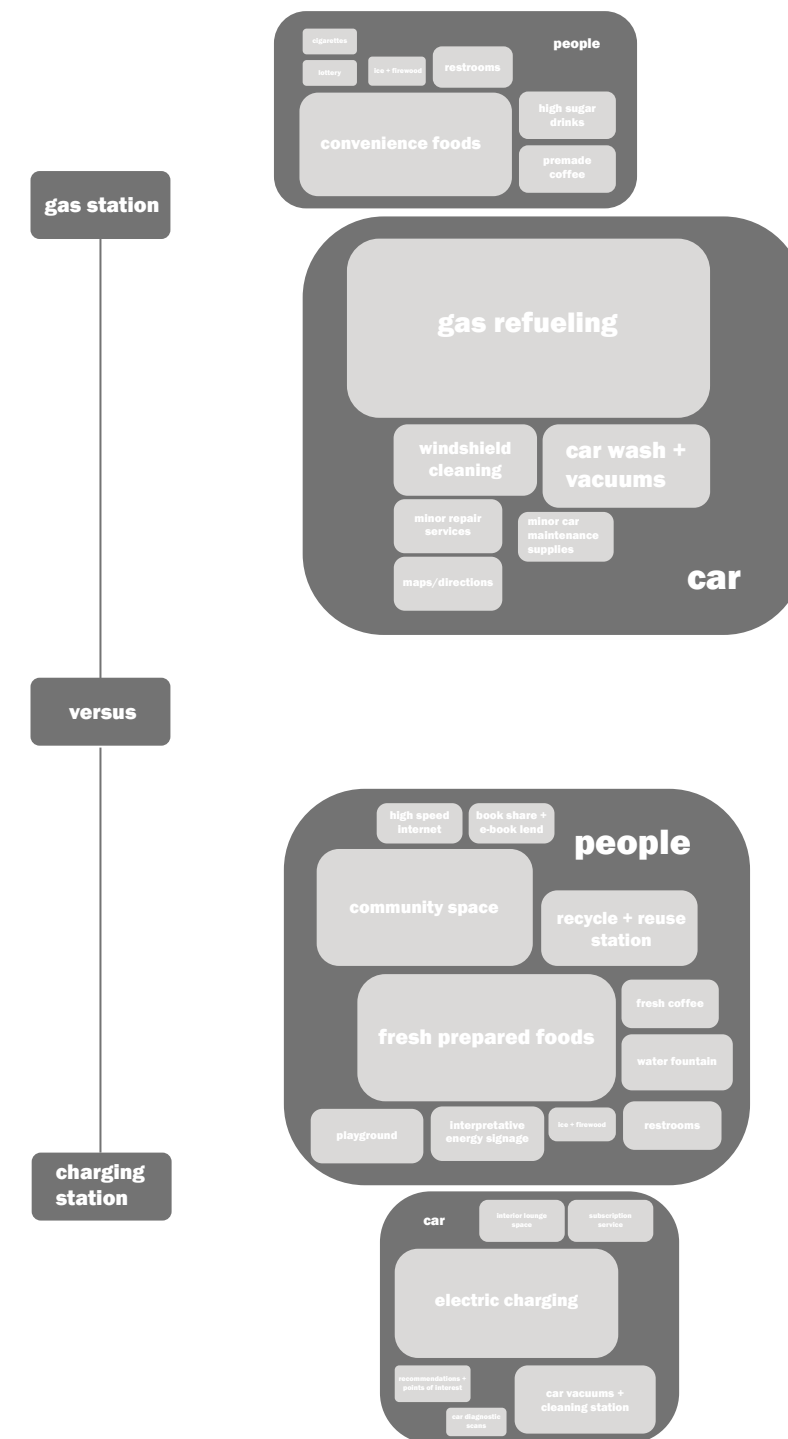 cigarettes
people
lottery
ice + firewood
restrooms
high sugar
drinks
convenience foods
premade
coffee
gas station
gas refueling
windshield
cleaning
car wash +
vacuums
minor repair
services
minor car
maintenance
supplies
maps/directions
car
versus
high speed
internet
book share +
e-book lend
people
community space
recycle + reuse
station
fresh coffee
fresh prepared foods
water fountain
playground
interpretative
energy signage
ice + firewood
restrooms
charging
station
car
interior lounge
space
subscription
service
electric charging
recommendations +
points of interest
car vacuums +
cleaning station
car diagnostic
scans